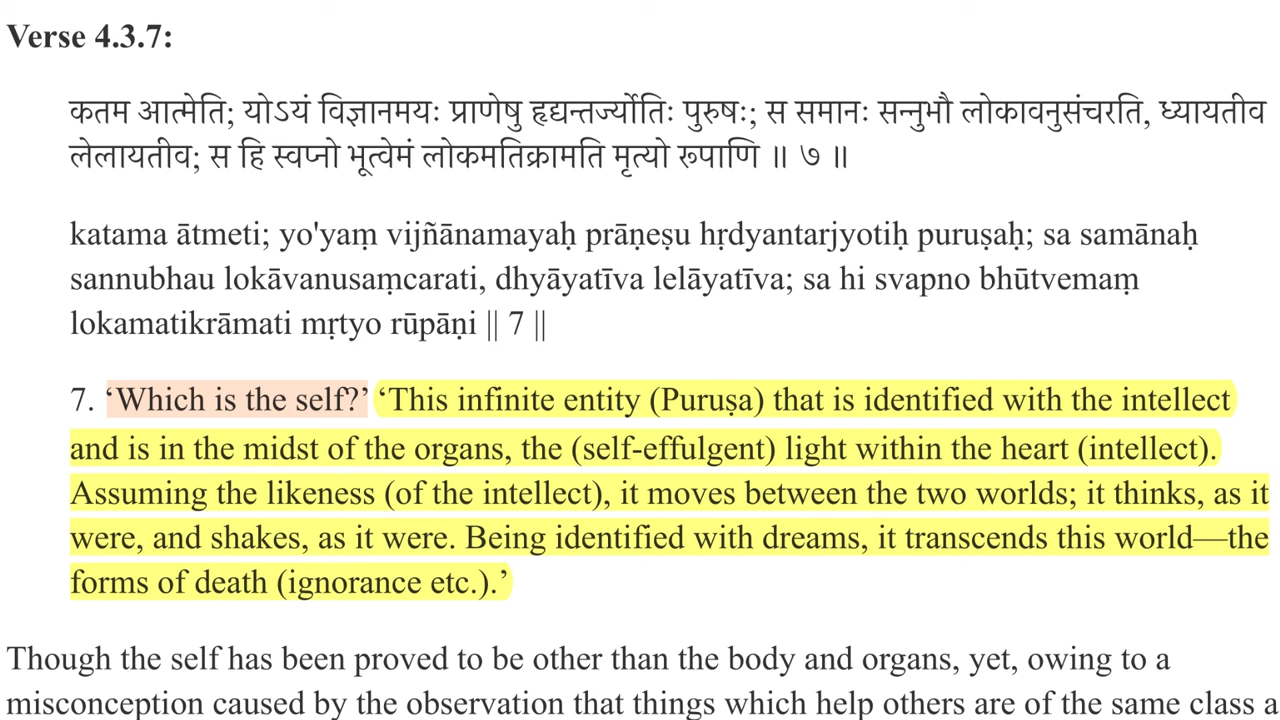 Verse 4.3.7:
कतम आत्मेति; योऽयं विज्ञानमयः प्राणेषु हृद्यन्तर्ज्योतिः पुरुषः; स समानः सन्नुभौ लोकावनुसंचरति, ध्यायतीव
लेलायतीव; स हि स्वप्नो भूत्वेमं लोकमतिक्रामति मृत्यो रूपाणि ॥ ७ ॥
katama ātmeti; yo'yaṃ vijñānamayaḥ prāṇeṣu hṛdyantarjyotiḥ puruṣaḥ; sa samānaḥ
sannubhau lokāvanusaṃcarati, dhyāyatīva lelāyatīva; sa hi svapno bhūtvemaṃ
lokamatikrāmati mṛtyo rūpāṇi || 7 ||
7. ‘Which is the self?’ ‘This infinite entity (Puruṣa) that is identified with the intellect
and is in the midst of the organs, the (self-effulgent) light within the heart (intellect).
Assuming the likeness (of the intellect), it moves between the two worlds; it thinks, as it
were, and shakes, as it were. Being identified with dreams, it transcends this world—the
forms of death (ignorance etc.).’
Though the self has been proved to be other than the body and organs, yet, owing to a
misconception caused by the observation that things which help others are of the same class a